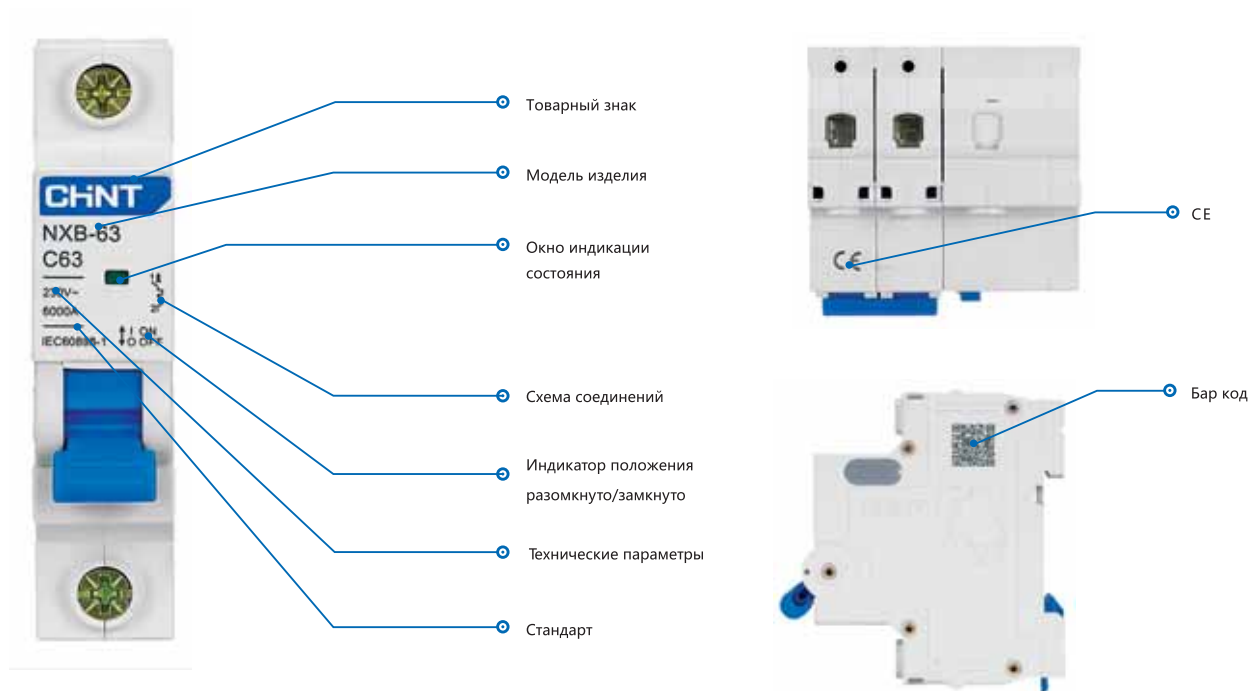 CHiNT
NXB-63
C63
230V~
6000A
IEC60898-1
I ON
O OFF
Товарный знак
Модель изделия
Окно индикации
состояния
Схема соединений
Индикатор положения
разомкнуто/замкнуто
Технические параметры
Стандарт
CE
CE
Бар код